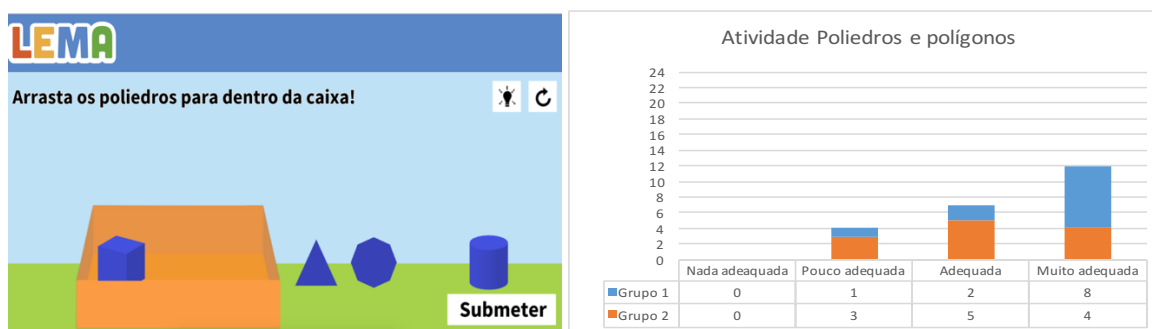 LEMA
Arrasta os poliedros para dentro da caixa!
Submeter
Atividade Poliedros e polígonos
24
22
20
18
16
14
12
10
8
6
4
2
0
Nada adeaquada Pouco adequada Adequada Muito adequada
Grupo 1 0 1 2 8
Grupo 2 0 3 5 4